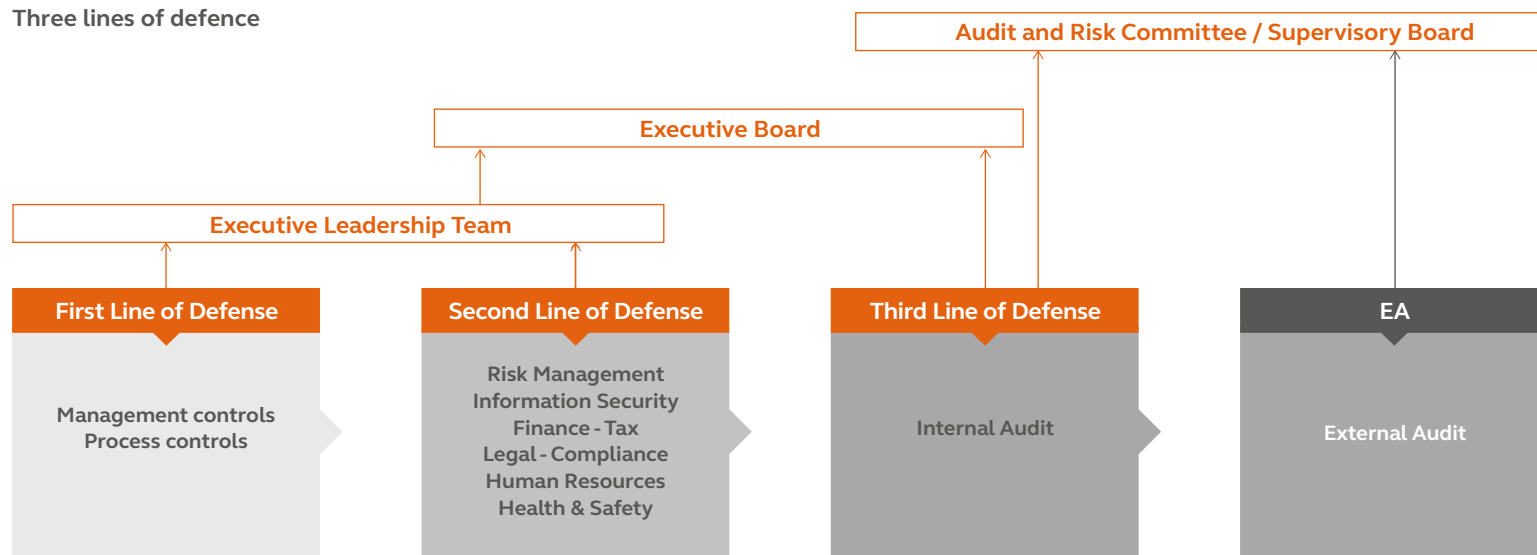 Three lines of defence
Audit and Risk Committee / Supervisory Board
Executive Board
Executive Leadership Team
First Line of Defense
Management controls
Process controls
Second Line of Defense
Risk Management
Information Security
Finance - Tax
Legal - Compliance
Human Resources
Health & Safety
Third Line of Defense
Internal Audit
EA
External Audit